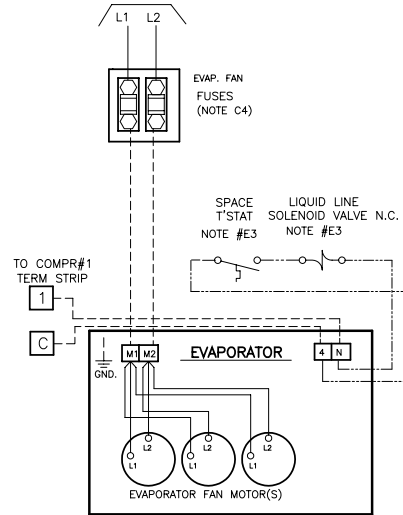 L1 L2
EVAP. FAN
FUSES
(NOTE C4)
SPACE
T'STAT
NOTE #E3
LIQUID LINE
SOLENOID VALVE N.C.
NOTE #E3
TO COMPR#1
TERM STRIP
1
C
GND.
M1 M2
EVAPORATOR
4 N
L2 L2 L2
L1 L1 L1
EVAPORATOR FAN MOTOR(S)